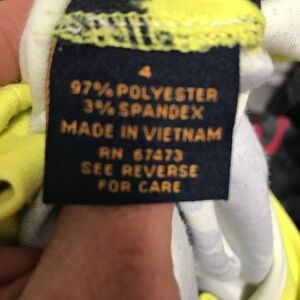 4
97% POLYESTER
3% SPANDEX
MADE IN VIETNAM
RN 67473
SEE REVERSE
FOR CARE